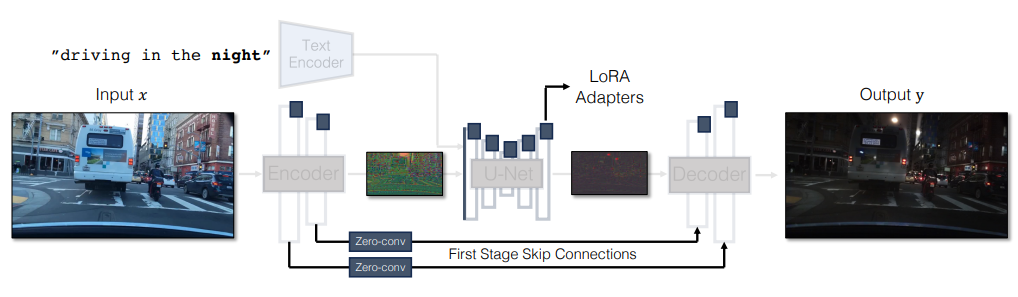 "driving in the night"
Text
Encoder
Input x
LoRA
Adapters
Output y
Encoder
U-Net
Decoder
Zero-conv
First Stage Skip Connections
Zero-conv